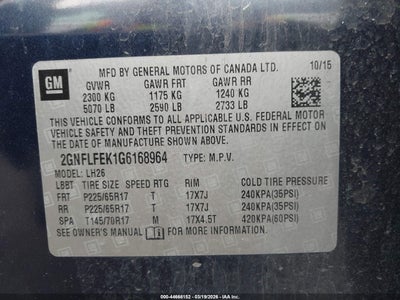 GM
MFD BY GENERAL MOTORS OF CANADA LTD. 10/15
GVWR GAWR FRT GAWR RR
2300 KG 1175 KG 1240 KG
5070 LB 2590 LB 2733 LB
THIS VEHICLE CONFORMS TO ALL APPLICABLE U.S. FEDERAL MOTOR
VEHICLE SAFETY AND THEFT PREVENTION STANDARDS IN EFFECT ON
THE DATE OF MANUFACTURE SHOWN ABOVE.
2GNFLFEK1G6168964 TYPE: M.P.V.
MODEL: LH26
LBBT TIRE SIZE SPEED RTG RIM COLD TIRE PRESSURE
FRT P225/65R17 T 17X7J 240KPA(35PSI)
RR P225/65R17 T 17X7J 240KPA(35PSI)
SPA T145/70R17 M 17X4.5T 420KPA(60PSI)
SEE OWNER'S MANUAL FOR MORE INFORMATION.
000-44668152 - 03/19/2026 - IAAUS